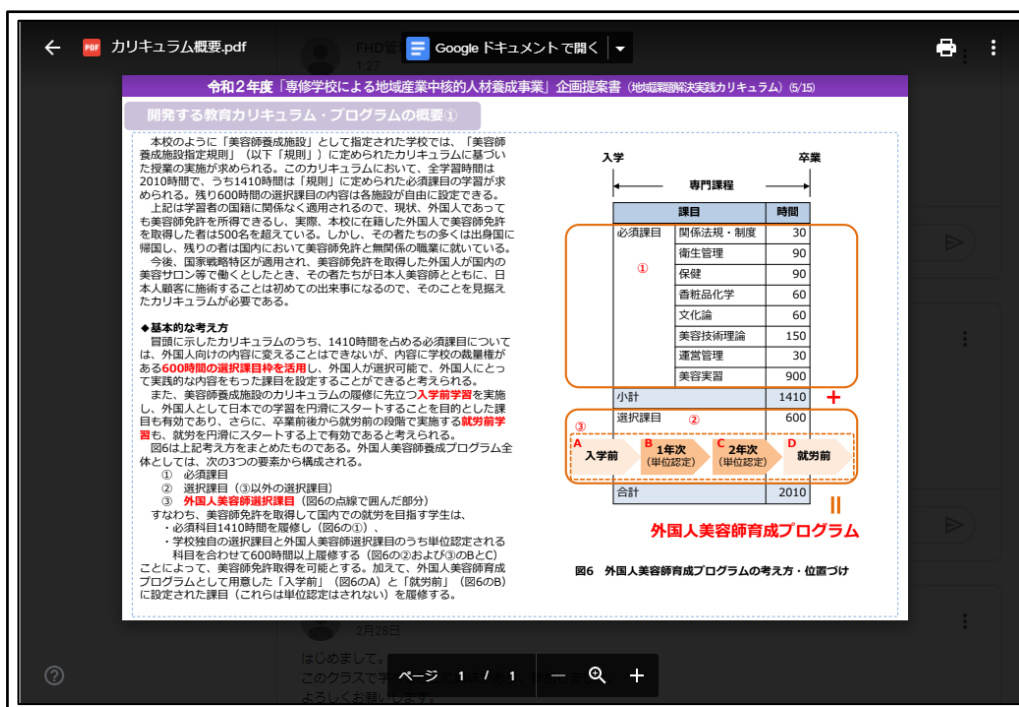 カリキュラム概要.pdf
Google ドキュメントで開く
1:27
令和2年度「専修学校による地域産業中核的人材養成事業」企画提案書（地域課題解決実践カリキュラム）(5/15)
開発する教育カリキュラム・プログラムの概要①
本校のように「美容師養成施設」として指定された学校では、「美容師
養成施設指定規則」（以下「規則」）に定められたカリキュラムに基づい
た授業の実施が求められる。このカリキュラムにおいて、全学習時間は
2010時間で、うち1410時間は「規則」に定められた必須課目の学習が求
められる。残り600時間の選択課目の内容は各施設が自由に設定できる。
上記は学習者の国籍に関係なく適用されるので、現状、外国人であって
も美容師免許を所得できるし、実際、本校に在籍した外国人で美容師免許
を取得した者は500名を超えている。しかし、その者たちの多くは出身国に
帰国し、残りの者は国内において美容師免許と無関係の職業に就いている。
今後、国家戦略特区が適用され、美容師免許を取得した外国人が国内の
美容サロン等で働くとしたとき、その者たちが日本人美容師とともに、日
本人顧客に施術することは初めての出来事になるので、そのことを見据え
たカリキュラムが必要である。
◆基本的な考え方
冒頭に示したカリキュラムのうち、1410時間を占める必須課目について
は、外国人向けの内容に変えることはできないが、内容に学校の裁量権が
ある600時間の選択課目枠を活用し、外国人が選択可能で、外国人にとっ
て実践的な内容をもった課目を設定することができると考えられる。
また、美容師養成施設のカリキュラムの履修に先立つ入学前学習を実施
し、外国人として日本での学習を円滑にスタートすることを目的とした課
目も有効であり、さらに、卒業前後から就労前の段階で実施する就労前学
習も、就労を円滑にスタートする上で有効であると考えられる。
図6は上記考え方をまとめたものである。外国人美容師養成プログラム全
体としては、次の3つの要素から構成される。
① 必須課目
② 選択課目（③以外の選択課目）
③ 外国人美容師選択課目（図6の点線で囲んだ部分）
すなわち、美容師免許を取得して国内での就労を目指す学生は、
・必須科目1410時間を履修し（図6の①）、
・学校独自の選択課目と外国人美容師選択課目のうち単位認定される
科目を合わせて600時間以上履修する（図6の②および③のBとC）
ことによって、美容師免許取得を可能とする。加えて、外国人美容師育成
プログラムとして用意した「入学前」（図6のA）と「就労前」（図6のB）
に設定された課目（これらは単位認定はされない）を履修する。
入学 卒業
専門課程
課目 時間
必須課目 関係法規・制度 30
衛生管理 90
① 保健 90
香粧品化学 60
文化論 60
美容技術理論 150
運営管理 30
美容実習 900
小計 1410 ＋
選択課目 ② 600
③
A 入学前 B 1年次 （単位認定） C 2年次 （単位認定） D 就労前
合計 2010
||
外国人美容師育成プログラム
図6 外国人美容師育成プログラムの考え方・位置づけ
2月28日
はじめまして。
ページ 1 / 1
よろしくお願いします。